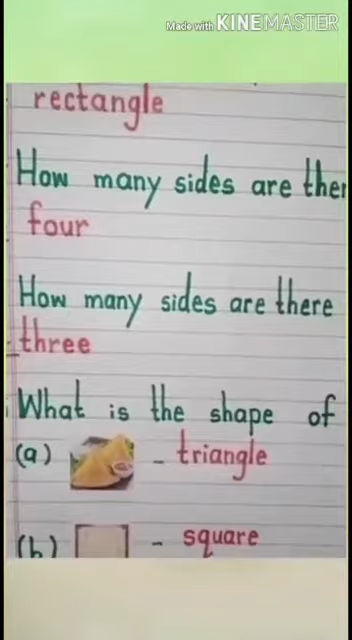 Made with KINEMASTER
rectangle
How many sides are ther
four
How many sides are there
three
What is the shape of
(a) - triangle
(b) - square